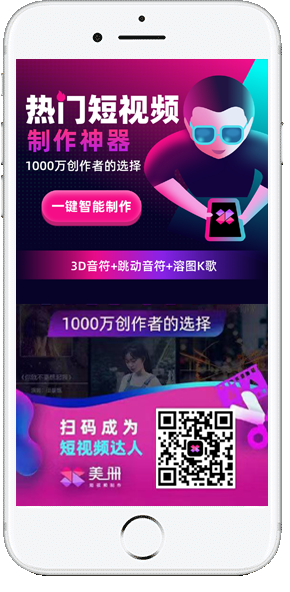 热门短视频
制作神器
1000万创作者的选择
一键智能制作
3D音符+跳动音符+溶图K歌
1000万创作者的选择
扫码成为
短视频达人
美册